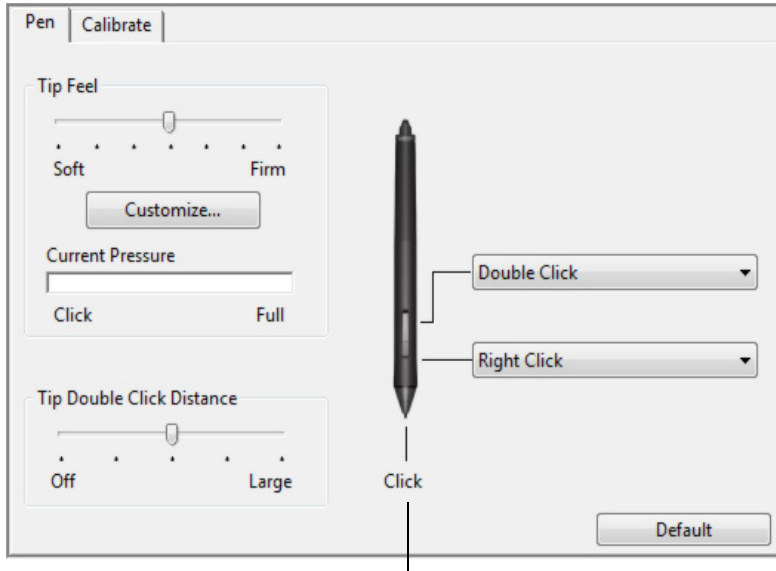 Pen Calibrate
Tip Feel
Soft Firm
Customize...
Current Pressure
Click Full
Double Click
Right Click
Tip Double Click Distance
Off Large
Click
Default